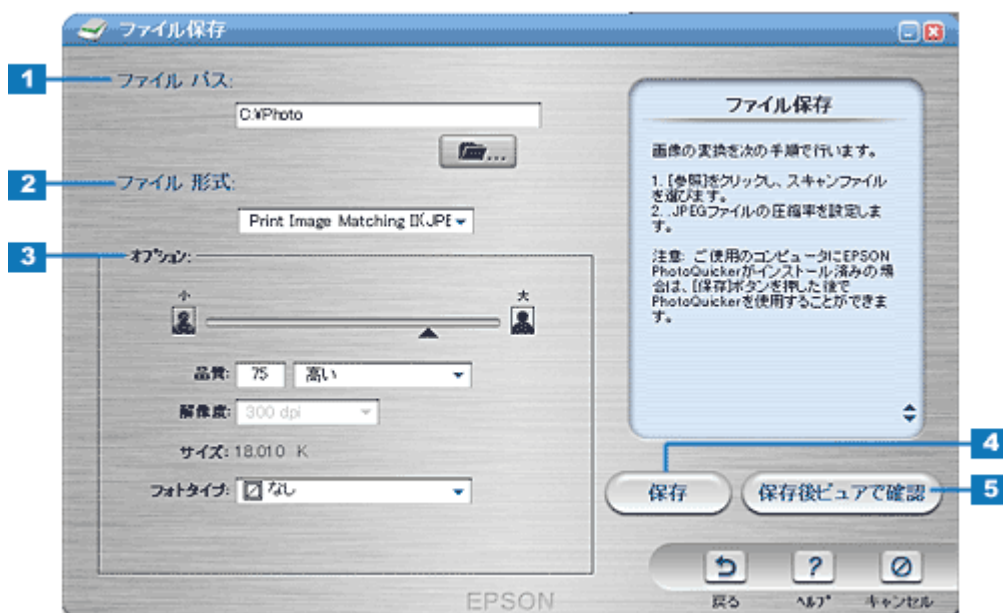 ファイル保存
1
ファイル パス:
C:¥Photo
...
2
ファイル 形式:
Print Image Matching II(JPE
3
オプション:
小
大
品質: 75 高い
解像度: 300 dpi
サイズ: 18.010 K
フォトタイプ: なし
ファイル保存
画像の変換を次の手順で行います。
1. [参照]をクリックし、スキャンファイル
を選びます。
2. .JPEGファイルの圧縮率を設定しま
す。
注意: ご使用のコンピュータにEPSON
PhotoQuickerがインストール済みの場
合は、[保存]ボタンを押した後で
PhotoQuickerを使用することができま
す。
4
保存
保存後ビュアで確認
5
戻る
ヘルプ
キャンセル
EPSON